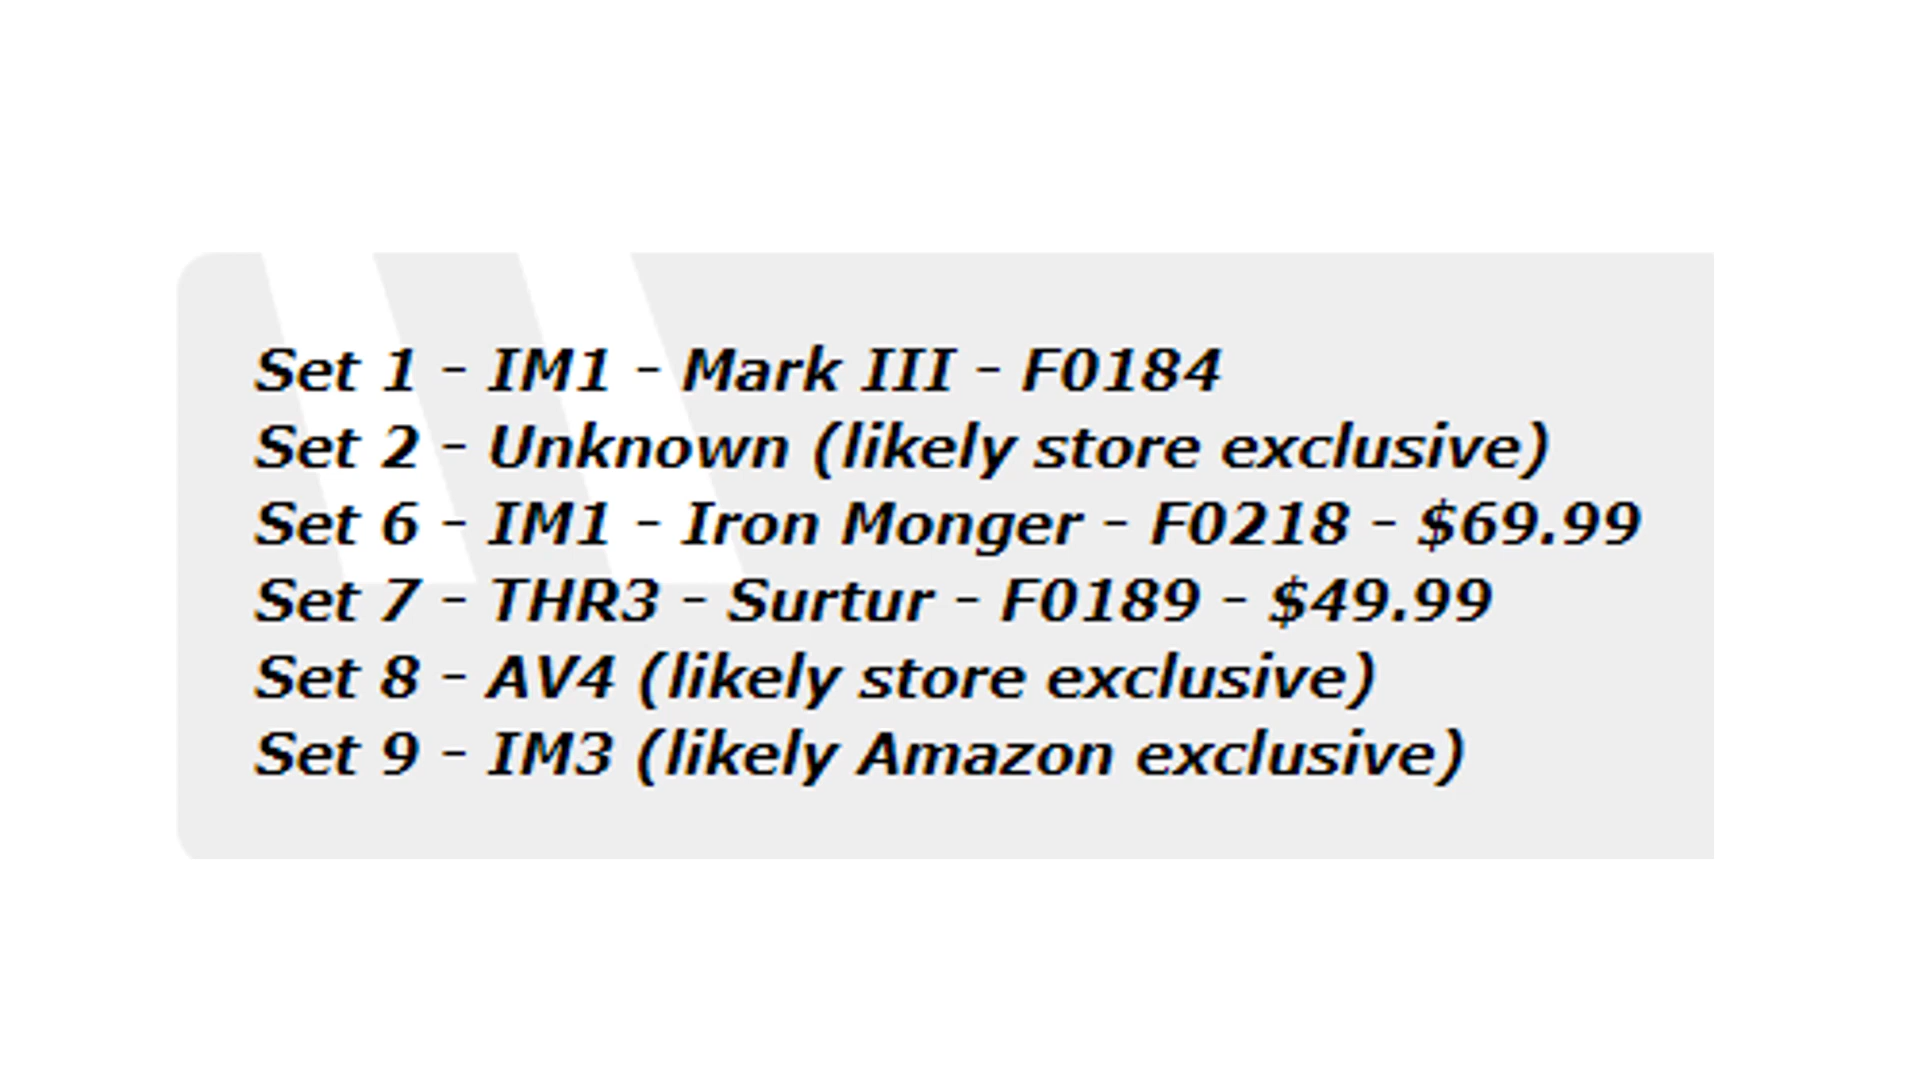 Set 1 - IM1 - Mark III - F0184
Set 2 - Unknown (likely store exclusive)
Set 6 - IM1 - Iron Monger - F0218 - $69.99
Set 7 - THR3 - Surtur - F0189 - $49.99
Set 8 - AV4 (likely store exclusive)
Set 9 - IM3 (likely Amazon exclusive)